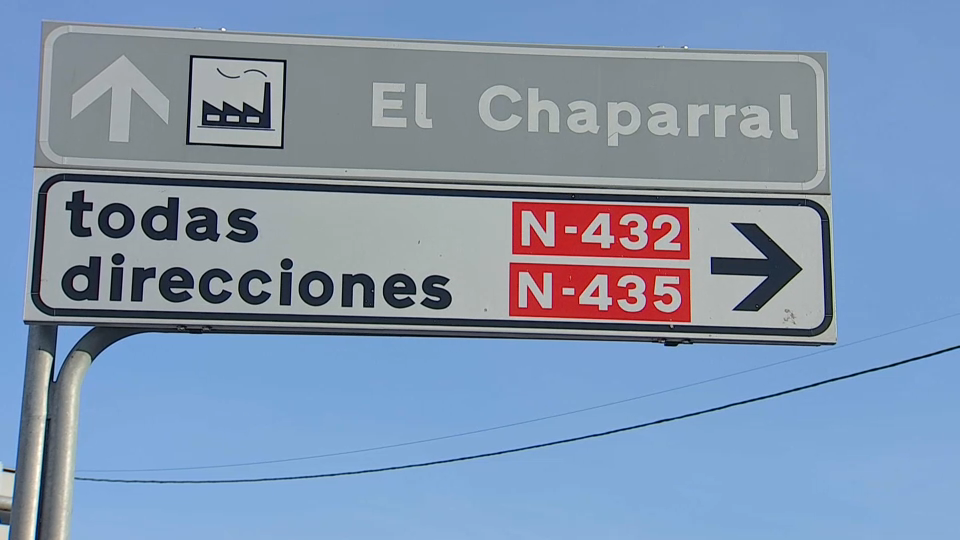 El Chaparral
todas
direcciones
N-432
N-435